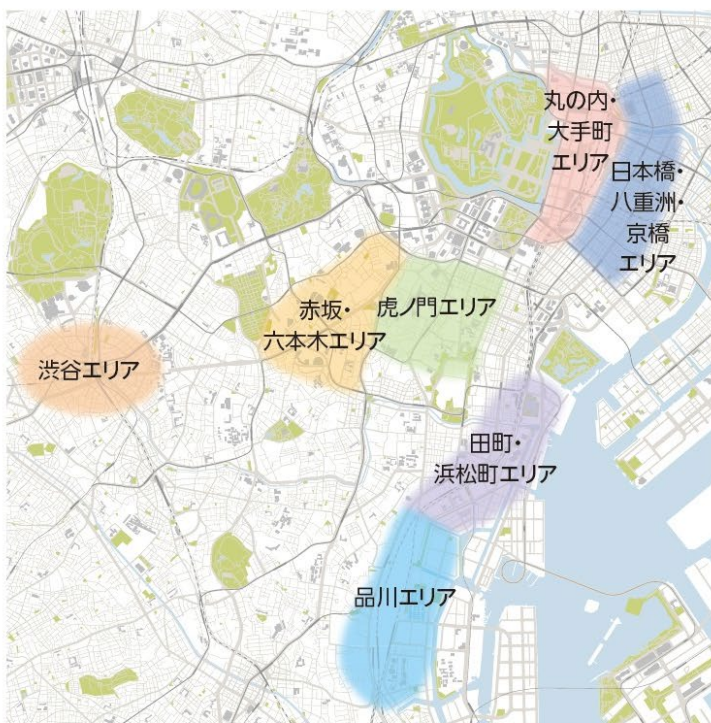 丸の内・
大手町
エリア
日本橋・
八重洲・
京橋
エリア
赤坂・
六本木エリア
虎ノ門エリア
渋谷エリア
田町・
浜松町エリア
品川エリア